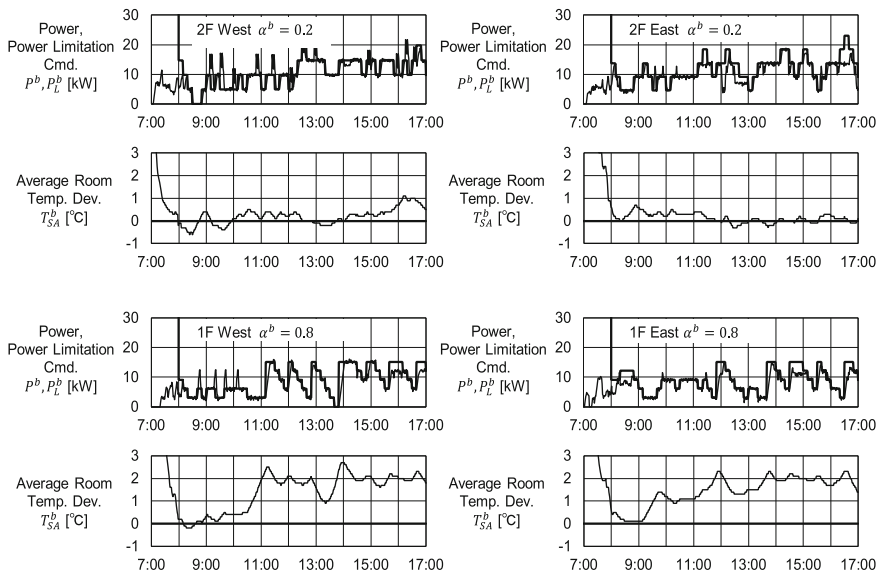 Power,
Power Limitation
Cmd.
P^b, P_L^b [kW]
30
20
10
0
2F West α^b = 0.2
7:00 9:00 11:00 13:00 15:00 17:00
Power,
Power Limitation
Cmd.
P^b, P_L^b [kW]
30
20
10
0
2F East α^b = 0.2
7:00 9:00 11:00 13:00 15:00 17:00
Average Room
Temp. Dev.
T_SA^b [°C]
3
2
1
0
-1
7:00 9:00 11:00 13:00 15:00 17:00
Average Room
Temp. Dev.
T_SA^b [°C]
3
2
1
0
-1
7:00 9:00 11:00 13:00 15:00 17:00
Power,
Power Limitation
Cmd.
P^b, P_L^b [kW]
30
20
10
0
1F West α^b = 0.8
7:00 9:00 11:00 13:00 15:00 17:00
Power,
Power Limitation
Cmd.
P^b, P_L^b [kW]
30
20
10
0
1F East α^b = 0.8
7:00 9:00 11:00 13:00 15:00 17:00
Average Room
Temp. Dev.
T_SA^b [°C]
3
2
1
0
-1
7:00 9:00 11:00 13:00 15:00 17:00
Average Room
Temp. Dev.
T_SA^b [°C]
3
2
1
0
-1
7:00 9:00 11:00 13:00 15:00 17:00